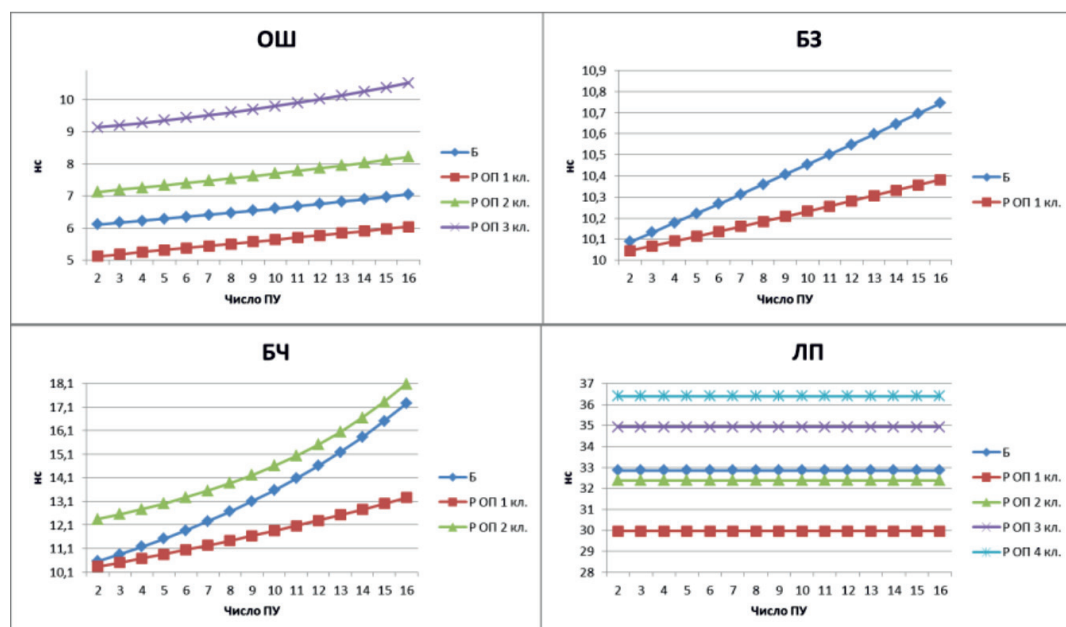 ОШ
10
9
8
7
6
5
нс
2 3 4 5 6 7 8 9 10 11 12 13 14 15 16
Число ПУ
Б
Р ОП 1 кл.
Р ОП 2 кл.
Р ОП 3 кл.
БЗ
10,9
10,8
10,7
10,6
10,5
10,4
10,3
10,2
10,1
10
нс
2 3 4 5 6 7 8 9 10 11 12 13 14 15 16
Число ПУ
Б
Р ОП 1 кл.
БЧ
18,1
17,1
16,1
15,1
14,1
13,1
12,1
11,1
10,1
нс
2 3 4 5 6 7 8 9 10 11 12 13 14 15 16
Число ПУ
Б
Р ОП 1 кл.
Р ОП 2 кл.
ЛП
37
36
35
34
33
32
31
30
29
28
нс
2 3 4 5 6 7 8 9 10 11 12 13 14 15 16
Число ПУ
Б
Р ОП 1 кл.
Р ОП 2 кл.
Р ОП 3 кл.
Р ОП 4 кл.